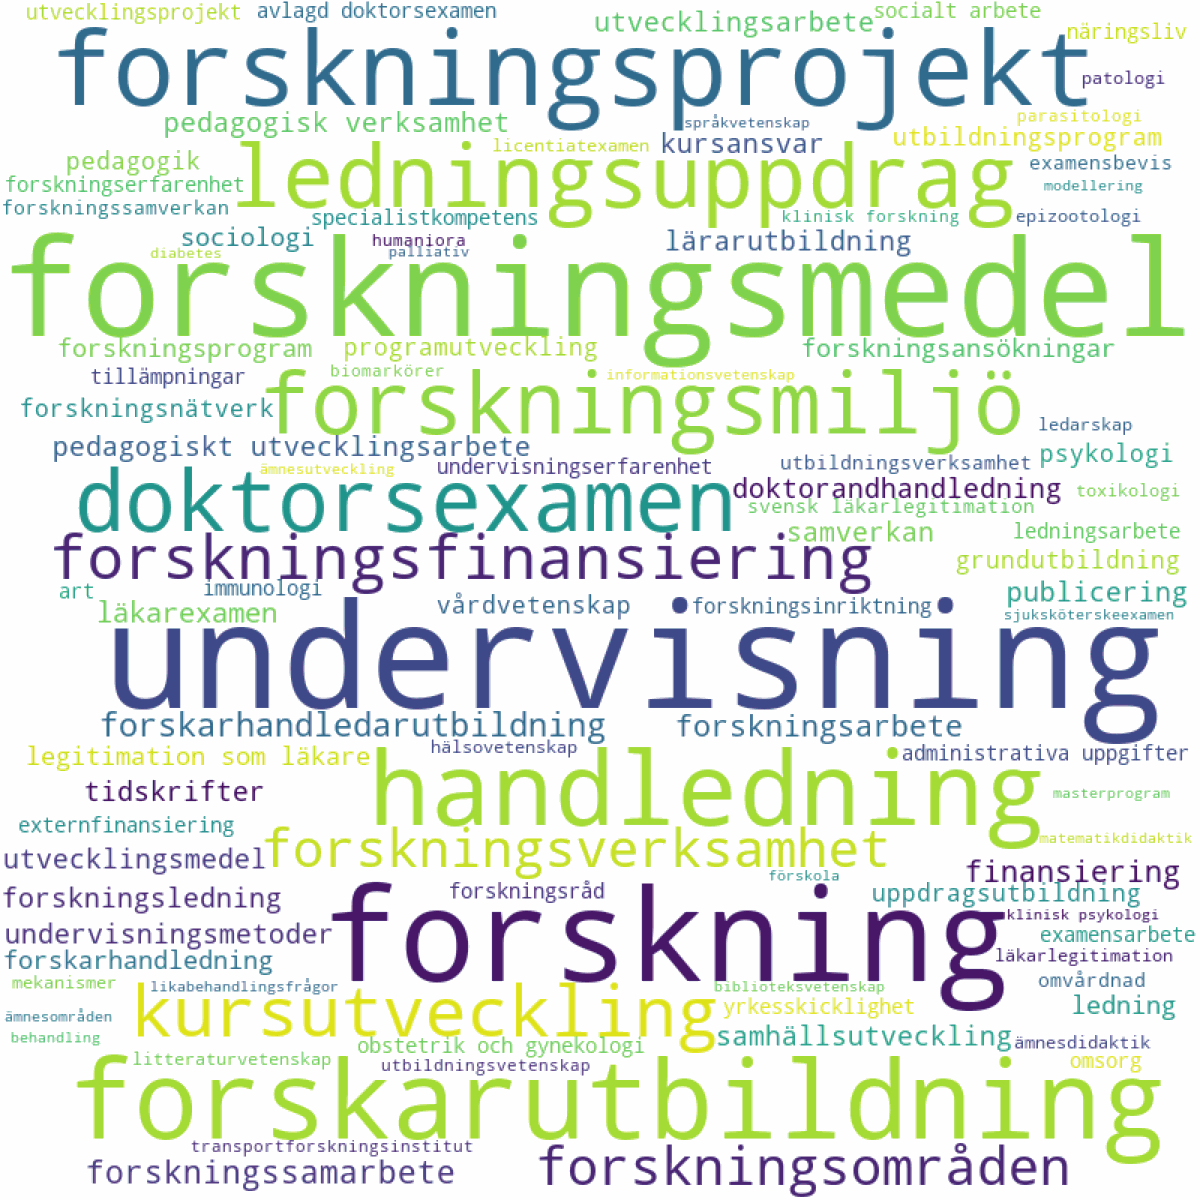 utvecklingsprojekt
avlagd doktorsexamen
utvecklingsarbete
socialt arbete
näringsliv
forskningsprojekt
patologi
pedagogisk verksamhet
språkvetenskap
parasitologi
licentiatexamen
kursansvar
utbildningsprogram
pedagogik
ledningsuppdrag
examensbevis
forskningserfarenhet
modellering
forskningssamverkan
specialistkompetens
klinisk forskning
epizootologi
sociologi
humaniora
lärarutbildning
diabetes
palliativ
forskningsmedel
forskningsprogram
programutveckling
forskningsansökningar
tillämpningar
biomarkörer
informationsvetenskap
forskningsnätverk
forskningsmiljö
ledarskap
pedagogiskt utvecklingsarbete
psykologi
ämnesutveckling
undervisningserfarenhet
utbildningsverksamhet
doktorsexamen
doktorandhandledning
toxikologi
svensk läkarlegitimation
samverkan
ledningsarbete
forskningsfinansiering
grundutbildning
art
immunologi
publicering
läkarexamen
vårdvetenskap
forskningsinriktning
sjuksköterskeexamen
undervisning
forskarhandledarutbildning
forskningsarbete
hälsovetenskap
administrativa uppgifter
legitimation som läkare
handledning
tidskrifter
masterprogram
externfinansiering
matematikdidaktik
utvecklingsmedel
forskningsverksamhet
finansiering
förskola
forskningsledning
forskningsråd
uppdragsutbildning
forskning
klinisk psykologi
undervisningsmetoder
examensarbete
forskarhandledning
läkarlegitimation
mekanismer
likabehandlingsfrågor
biblioteksvetenskap
omvårdnad
kursutveckling
yrkesskicklighet
ledning
ämnesområden
behandling
samhällsutveckling
ämnesdidaktik
obstetrik och gynekologi
litteraturvetenskap
utbildningsvetenskap
omsorg
forskarutbildning
transportforskningsinstitut
forskningssamarbete
forskningsområden